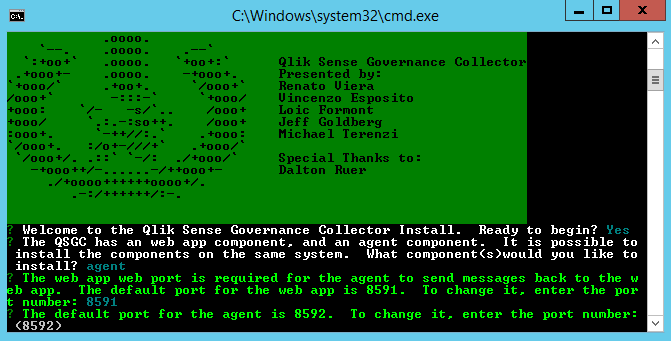 C:\Windows\system32\cmd.exe
Qlik Sense Governance Collector
Presented by:
Renato Vieira
Vincenzo Esposito
Loic Formont
Jeff Goldberg
Michael Terenzi
Special Thanks to:
Dalton Ruer
? Welcome to the Qlik Sense Governance Collector Install.  Ready to begin? Yes
? The QSGC has an web app component, and an agent component.  It is possible to
install the components on the same system.  What component(s)would you like to
install? agent
? The web app web port is required for the agent to send messages back to the w
eb app.  The default port for the web app is 8591.  To change it, enter the por
t number: 8591
? The default port for the agent is 8592.  To change it, enter the port number:
(8592)